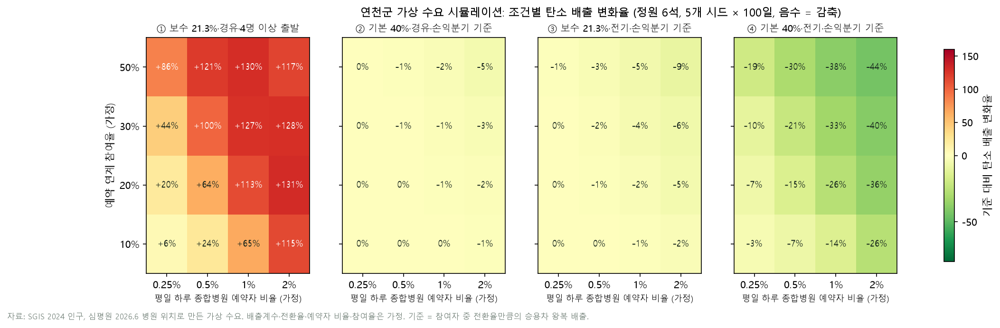 연천군 가상 수요 시뮬레이션: 조건별 탄소 배출 변화율 (정원 6석, 5개 시드 × 100일, 음수 = 감축)
① 보수 21.3%·경유·4명 이상 출발
② 기본 40%·경유·손익분기 기준
③ 보수 21.3%·전기·손익분기 기준
④ 기본 40%·전기·손익분기 기준
예약 연계 참여율 (가정)
50% +86% +121% +130% +117%
30% +44% +100% +127% +128%
20% +20% +64% +113% +131%
10% +6% +24% +65% +115%
0.25% 0.5% 1% 2%
평일 하루 종합병원 예약자 비율 (가정)
0% -1% -2% -5%
0% -1% -1% -3%
0% 0% -1% -2%
0% 0% 0% -1%
0.25% 0.5% 1% 2%
평일 하루 종합병원 예약자 비율 (가정)
-1% -3% -5% -9%
0% -2% -4% -6%
0% -1% -2% -5%
0% 0% -1% -2%
0.25% 0.5% 1% 2%
평일 하루 종합병원 예약자 비율 (가정)
-19% -30% -38% -44%
-10% -21% -33% -40%
-7% -15% -26% -36%
-3% -7% -14% -26%
0.25% 0.5% 1% 2%
평일 하루 종합병원 예약자 비율 (가정)
150
100
50
0
-50
기준 대비 탄소 배출 변화율
자료: SGIS 2024 인구, 심평원 2026.6 병원 위치로 만든 가상 수요. 배출계수·전환율·예약자 비율·참여율은 가정. 기준 = 참여자 중 전환율만큼의 승용차 왕복 배출.